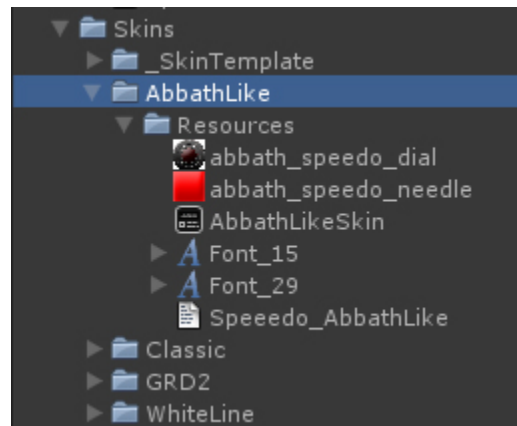 Skins
_SkinTemplate
AbbathLike
Resources
abbath_speedo_dial
abbath_speedo_needle
AbbathLikeSkin
Font_15
Font_29
Speeedo_AbbathLike
Classic
GRD2
WhiteLine